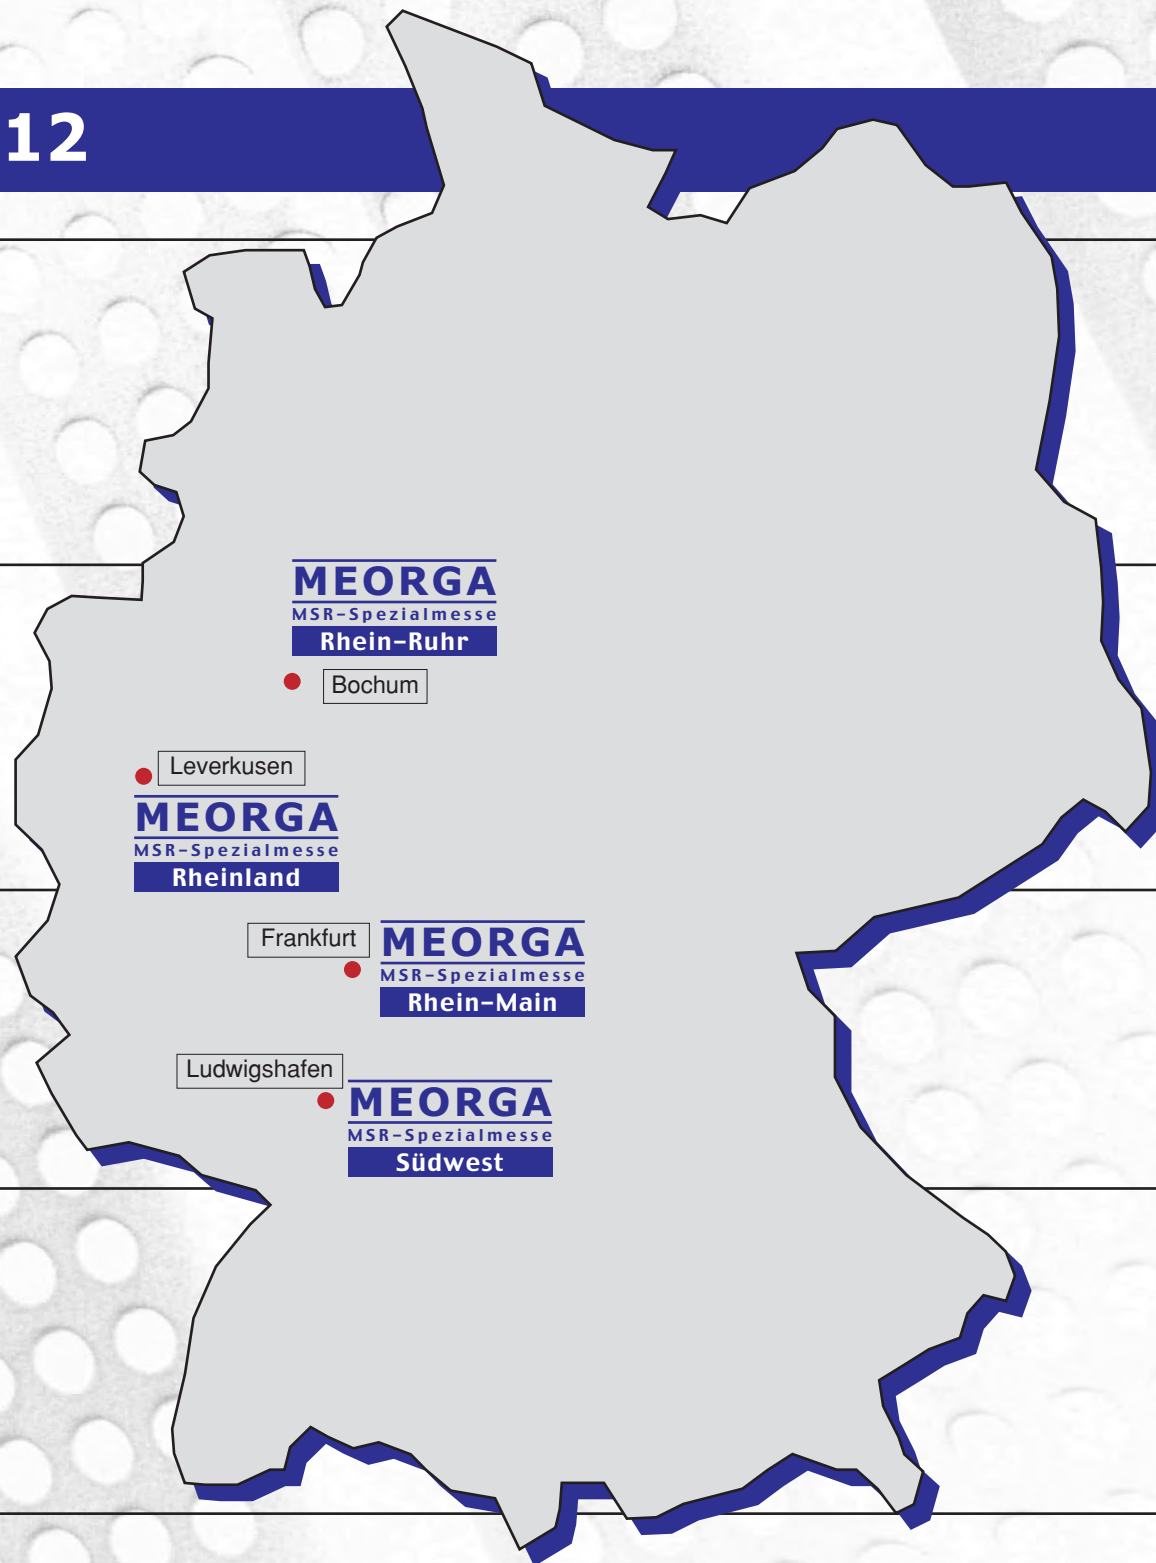 12
MEORGA
MSR-Spezialmesse
Rhein-Ruhr
Bochum
Leverkusen
MEORGA
MSR-Spezialmesse
Rheinland
Frankfurt
MEORGA
MSR-Spezialmesse
Rhein-Main
Ludwigshafen
MEORGA
MSR-Spezialmesse
Südwest